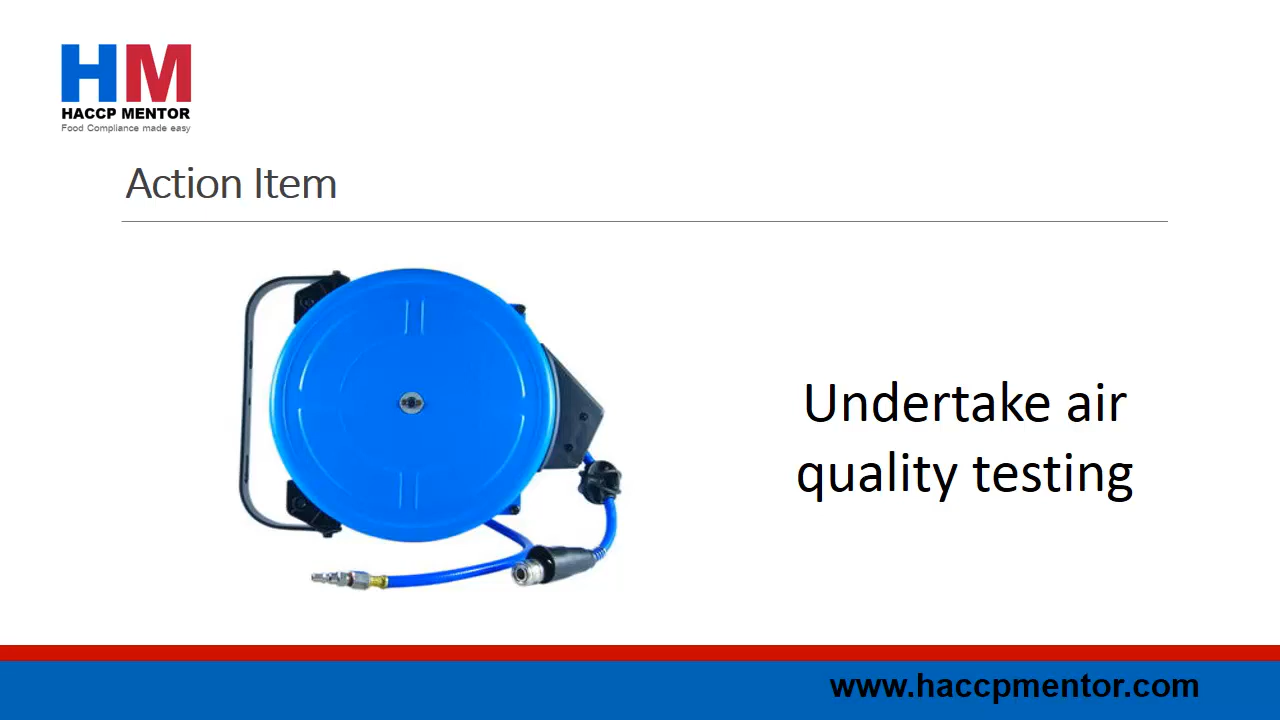 HM
HACCP MENTOR
Food Compliance made easy
Action Item
Undertake air
quality testing
www.haccpmentor.com